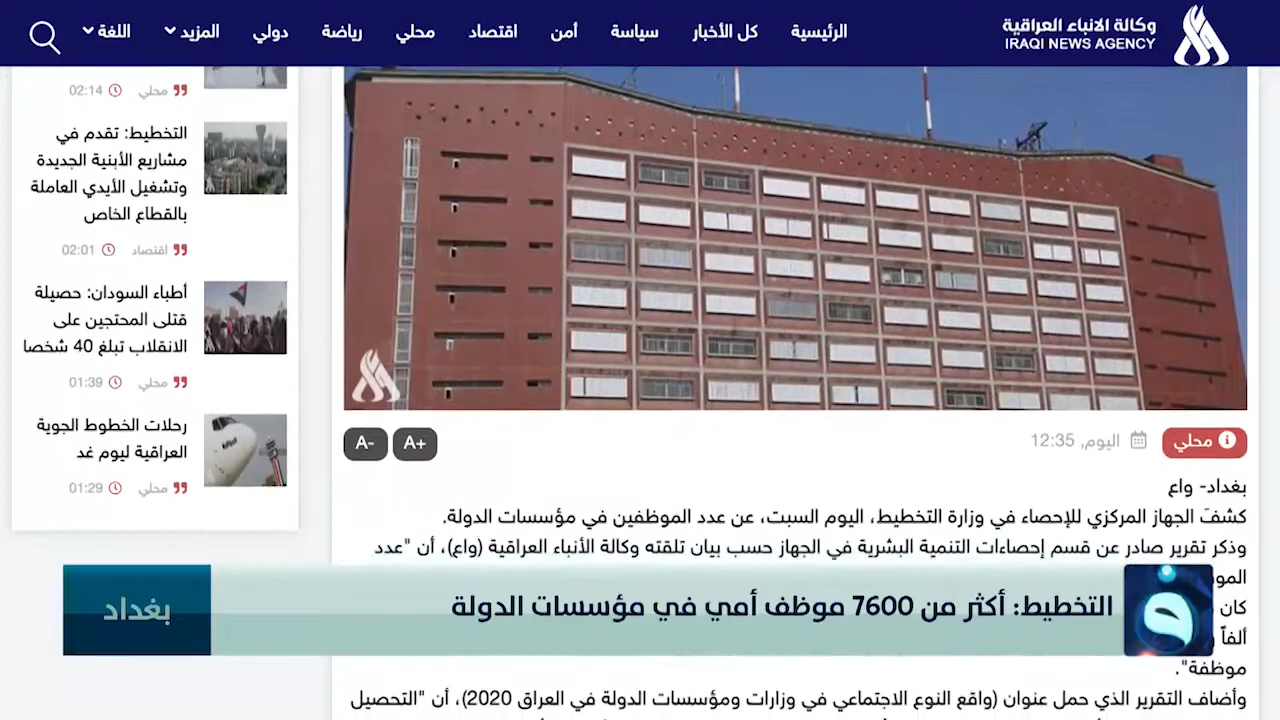 وكالة الانباء العراقية
IRAQI NEWS AGENCY
الرئيسية
كل الأخبار
سياسة
أمن
اقتصاد
محلي
رياضة
دولي
المزيد
اللغة
محلي 02:14
التخطيط: تقدم في
مشاريع الأبنية الجديدة
وتشغيل الأيدي العاملة
بالقطاع الخاص
اقتصاد 02:01
أطباء السودان: حصيلة
قتلى المحتجين على
الانقلاب تبلغ 40 شخصا
محلي 01:39
رحلات الخطوط الجوية
العراقية ليوم غد
محلي 01:29
محلي
اليوم, 12:35
A+
A-
بغداد- واع
كشفَ الجهاز المركزي للإحصاء في وزارة التخطيط، اليوم السبت، عن عدد الموظفين في مؤسسات الدولة.
وذكر تقرير صادر عن قسم إحصاءات التنمية البشرية في الجهاز حسب بيان تلقته وكالة الأنباء العراقية (واع)، أن "عدد
كان
ألفاً
موظفة".
وأضاف التقرير الذي حمل عنوان (واقع النوع الاجتماعي في وزارات ومؤسسات الدولة في العراق 2020)، أن "التحصيل
التخطيط: أكثر من 7600 موظف أمي في مؤسسات الدولة
بغداد